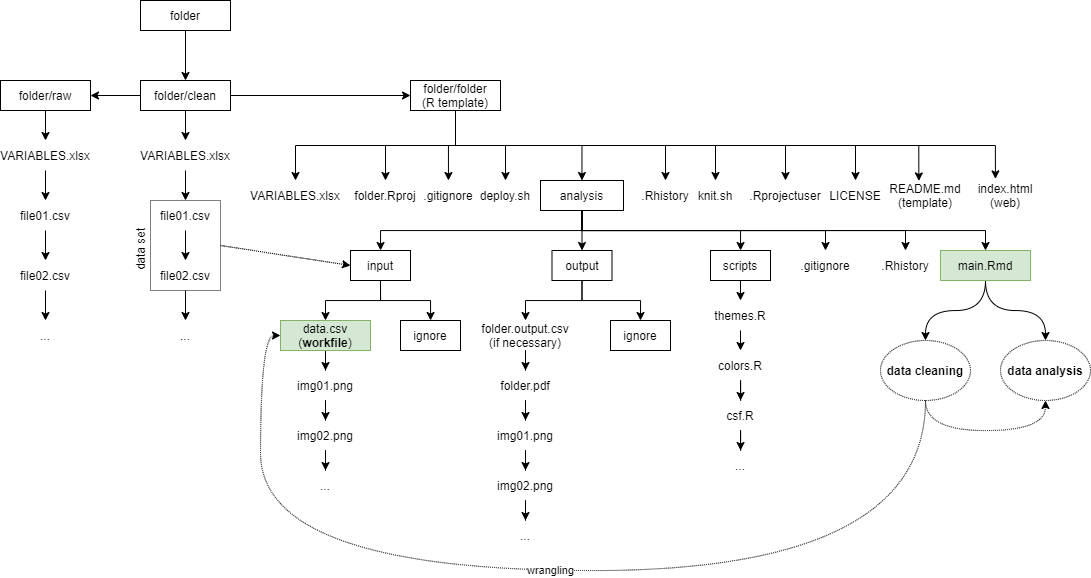 folder
folder/raw
folder/clean
folder/folder
(R template)
VARIABLES.xlsx
VARIABLES.xlsx
VARIABLES.xlsx
folder.Rproj
.gitignore
deploy.sh
analysis
.Rhistory
knit.sh
.Rprojectuser
LICENSE
README.md
(template)
index.html
(web)
file01.csv
file02.csv
...
data set
file01.csv
file02.csv
...
input
output
scripts
.gitignore
.Rhistory
main.Rmd
data.csv
(workfile)
ignore
img01.png
img02.png
...
folder.output.csv
(if necessary)
ignore
folder.pdf
img01.png
img02.png
...
themes.R
colors.R
csf.R
...
data cleaning
data analysis
wrangling